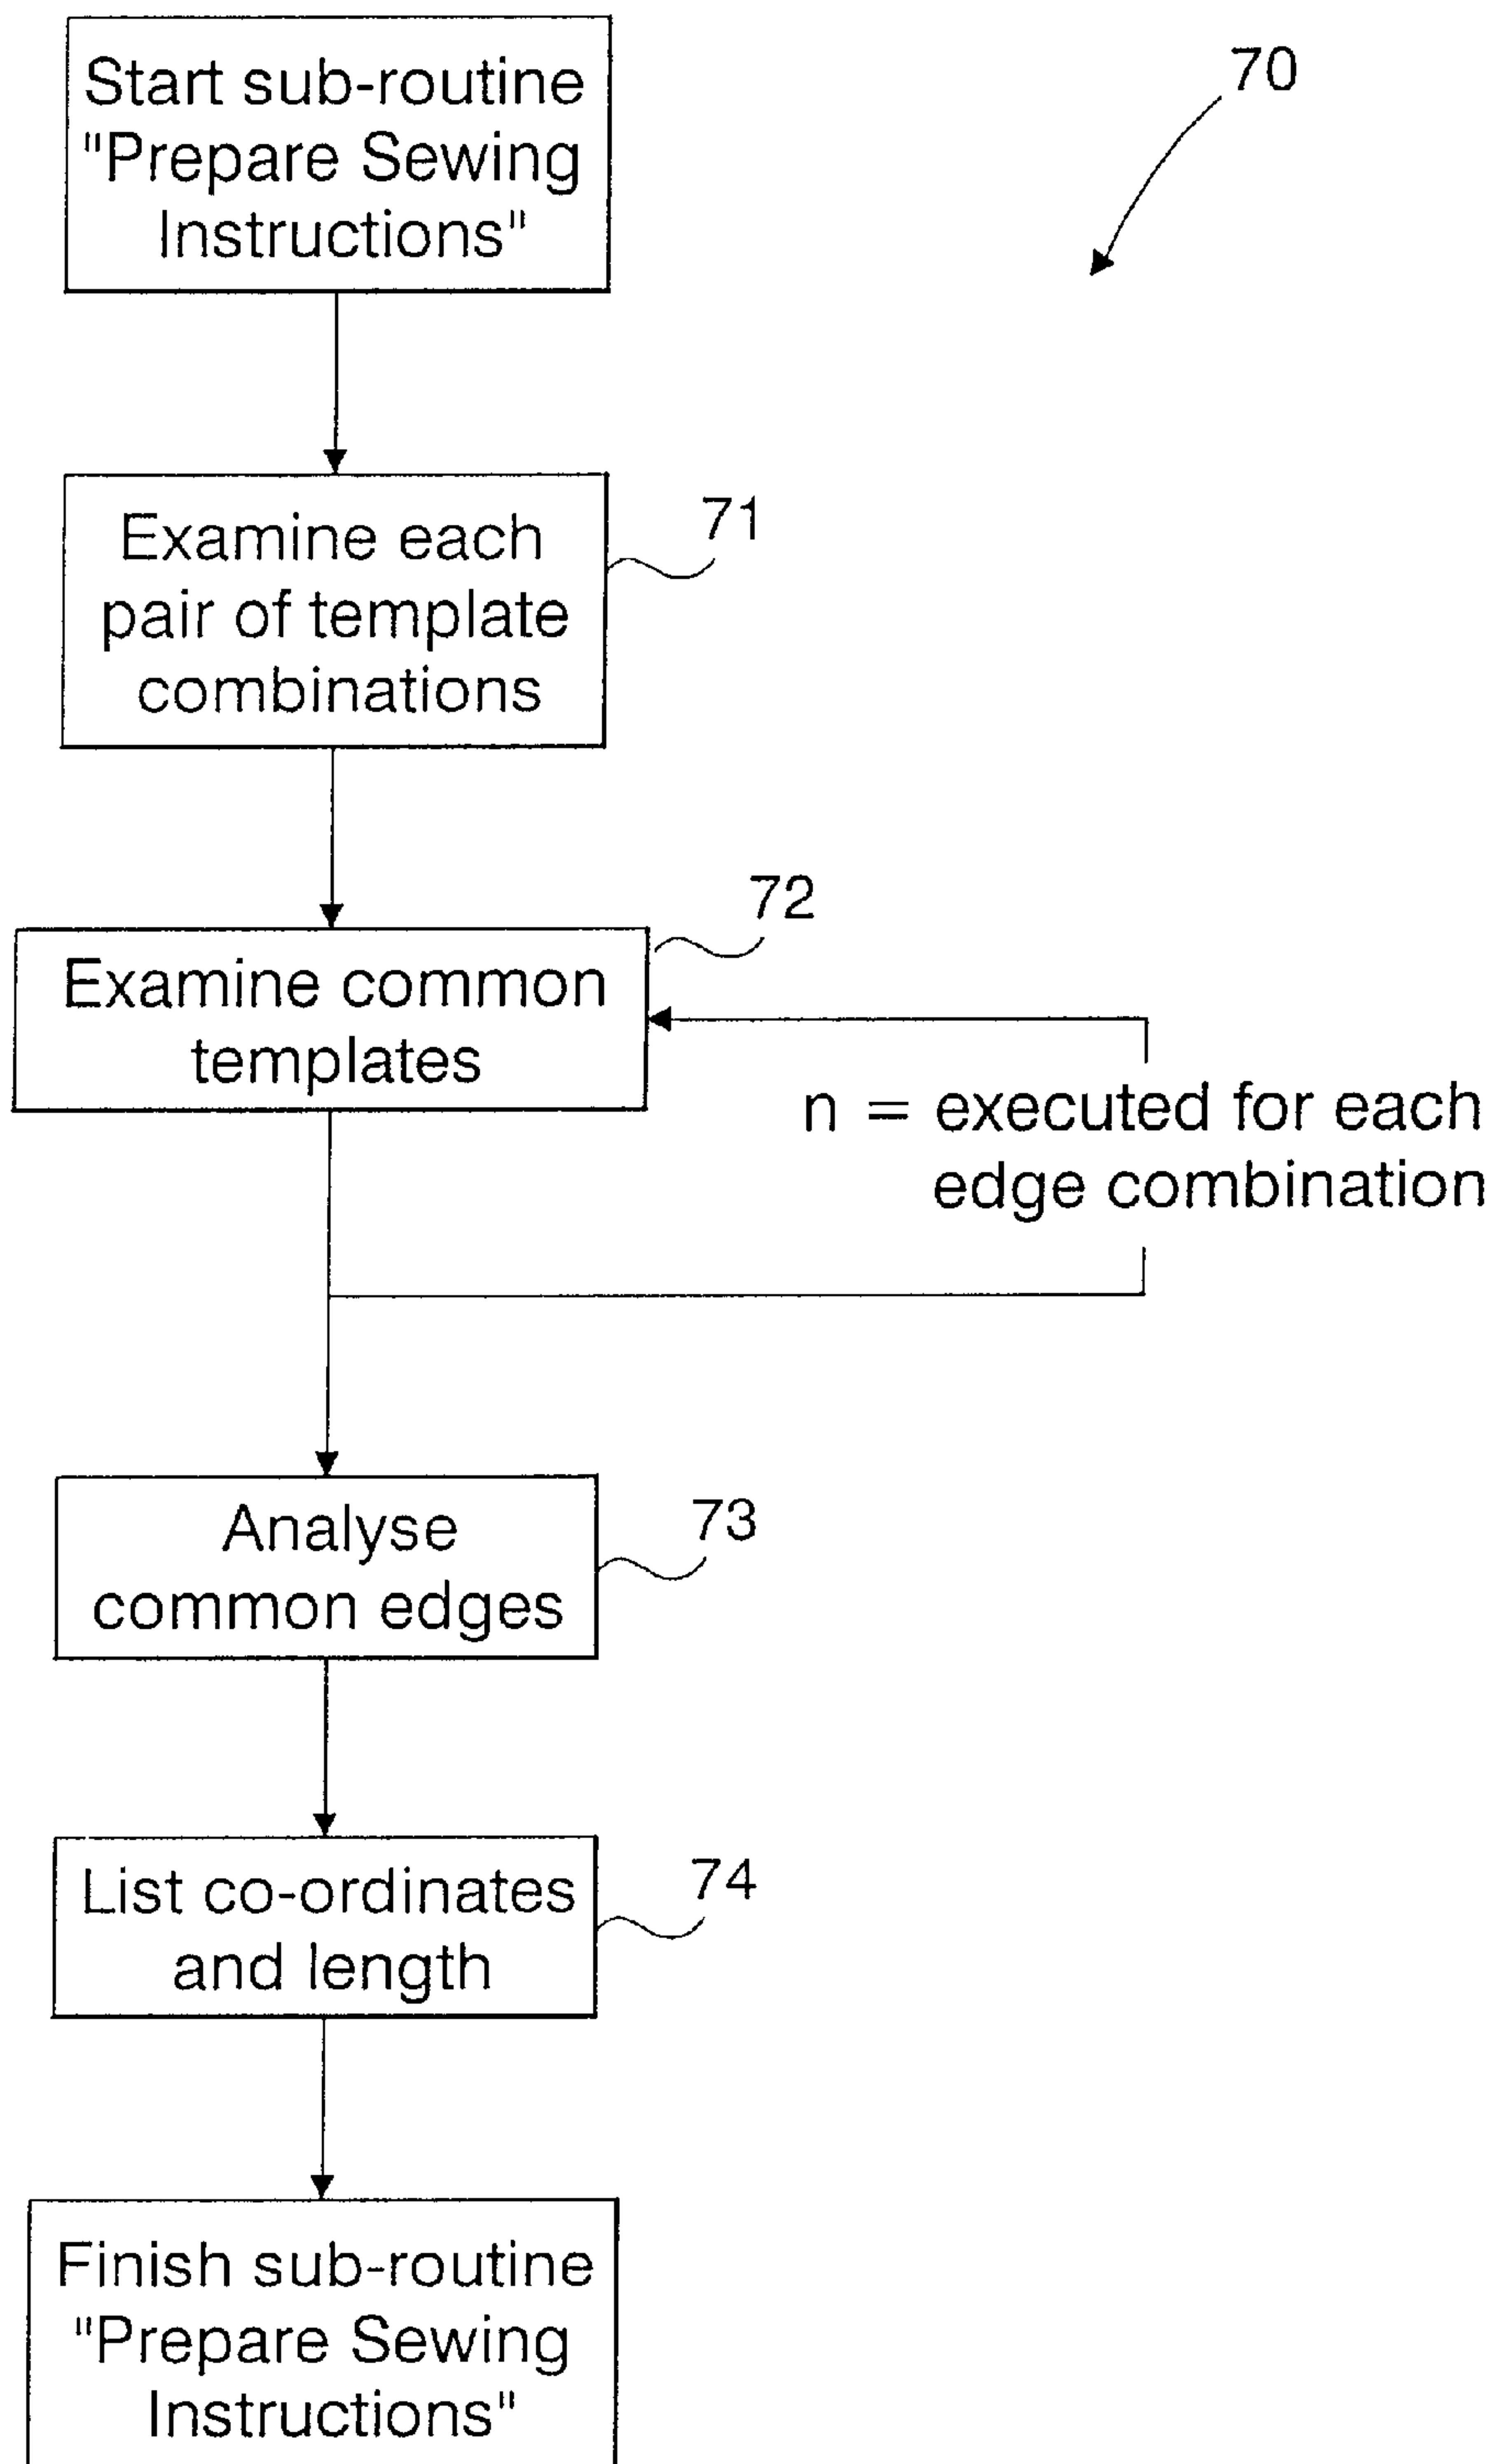 Start sub-routine
"Prepare Sewing
Instructions"
70
Examine each
pair of template
combinations
71
72
Examine common
templates
n = executed for each
edge combination
Analyse
common edges
73
List co-ordinates
and length
74
Finish sub-routine
"Prepare Sewing
Instructions"